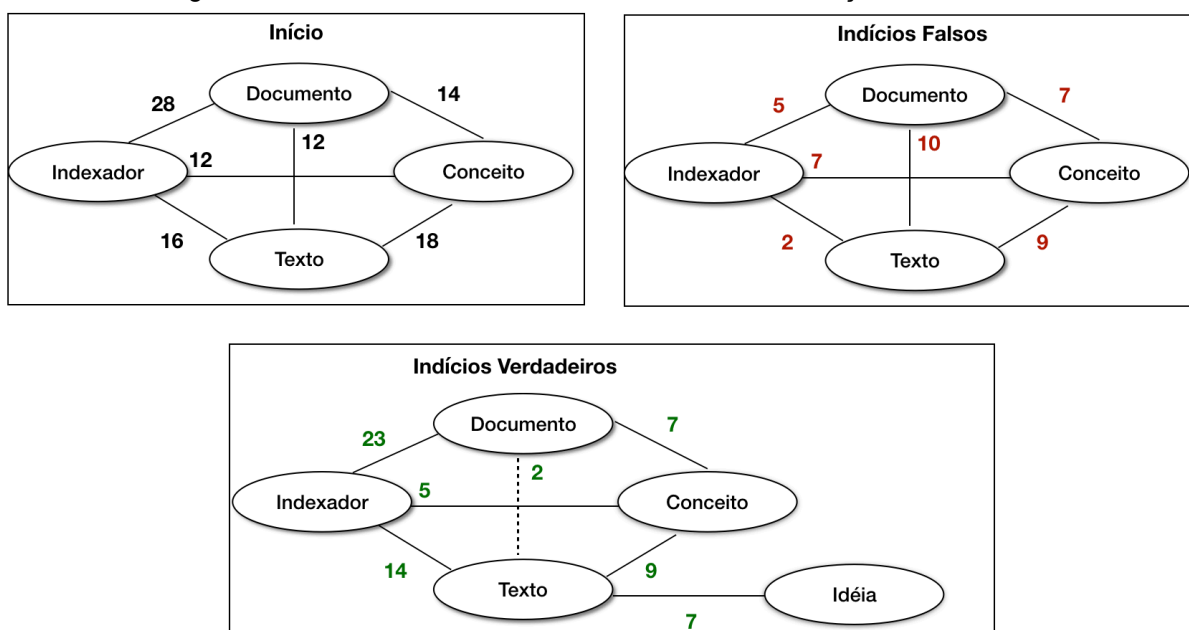 Início
Documento
28
14
12
12
Indexador
Conceito
16
18
Texto
Indícios Falsos
Documento
5
7
10
7
Indexador
Conceito
2
9
Texto
Indícios Verdadeiros
Documento
23
7
2
5
Indexador
Conceito
14
9
Texto
Idéia
7